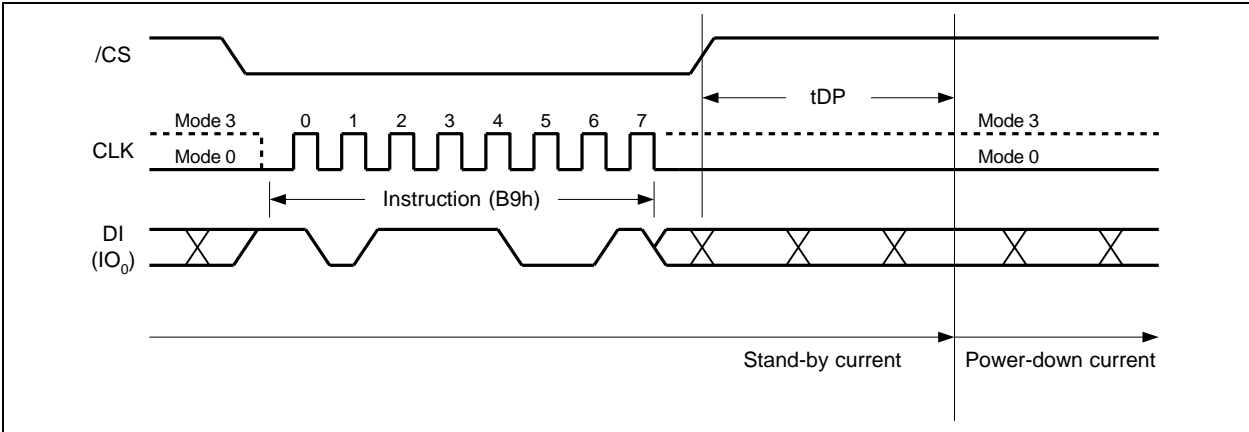 /CS
tDP
Mode 3 0 1 2 3 4 5 6 7 Mode 3
CLK
Mode 0 Mode 0
Instruction (B9h)
DI
(IO0)
Stand-by current Power-down current